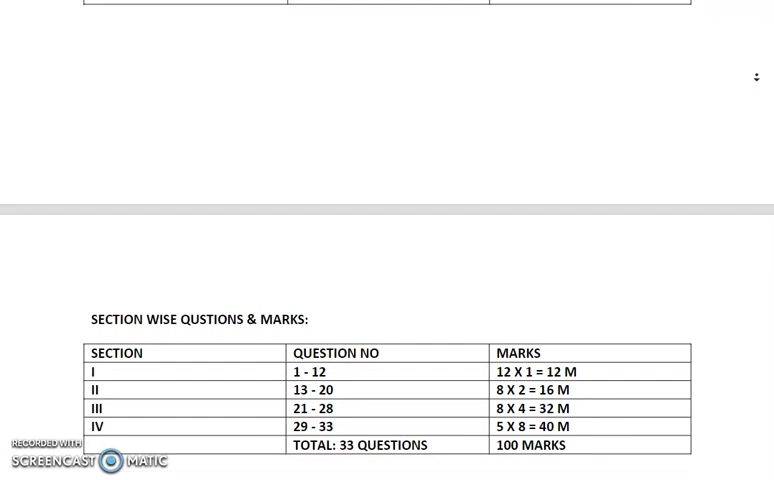 SECTION WISE QUSTIONS & MARKS:
SECTION QUESTION NO MARKS
I 1 - 12 12 X 1 = 12 M
II 13 - 20 8 X 2 = 16 M
III 21 - 28 8 X 4 = 32 M
IV 29 - 33 5 X 8 = 40 M
TOTAL: 33 QUESTIONS 100 MARKS
RECORDED WITH
SCREENCAST MATIC